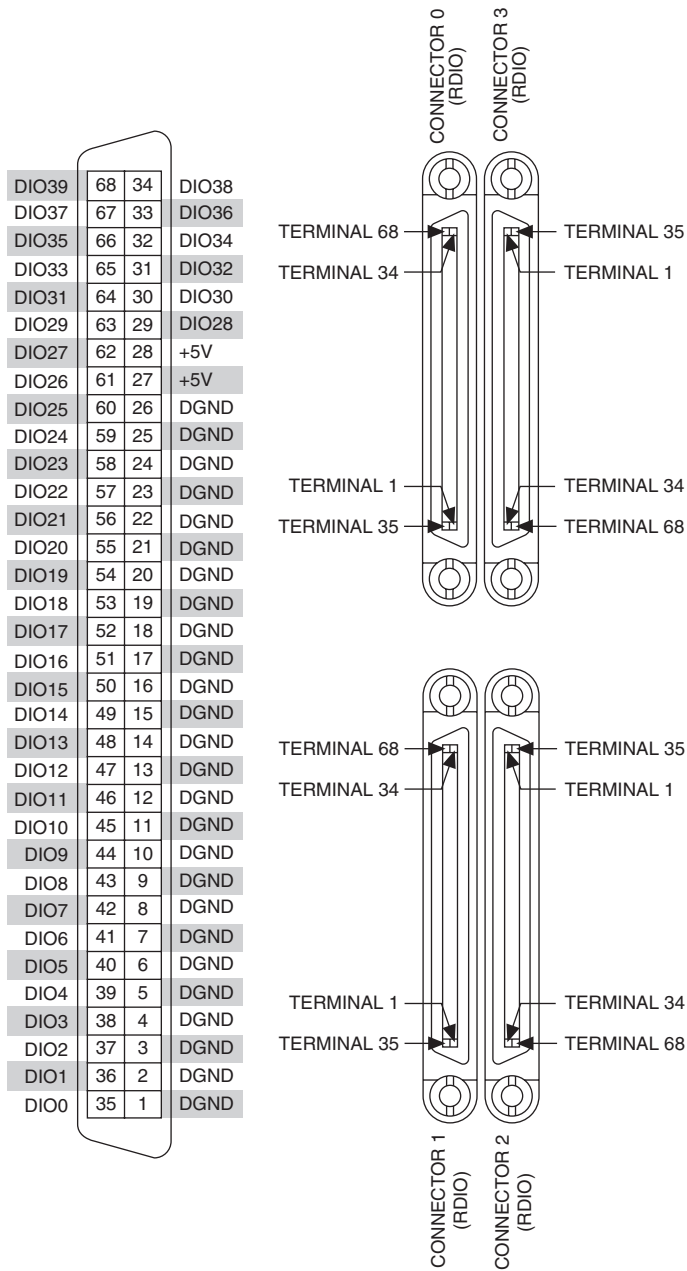 DIO39 68 34 DIO38
DIO37 67 33 DIO36
DIO35 66 32 DIO34
DIO33 65 31 DIO32
DIO31 64 30 DIO30
DIO29 63 29 DIO28
DIO27 62 28 +5V
DIO26 61 27 +5V
DIO25 60 26 DGND
DIO24 59 25 DGND
DIO23 58 24 DGND
DIO22 57 23 DGND
DIO21 56 22 DGND
DIO20 55 21 DGND
DIO19 54 20 DGND
DIO18 53 19 DGND
DIO17 52 18 DGND
DIO16 51 17 DGND
DIO15 50 16 DGND
DIO14 49 15 DGND
DIO13 48 14 DGND
DIO12 47 13 DGND
DIO11 46 12 DGND
DIO10 45 11 DGND
DIO9 44 10 DGND
DIO8 43 9 DGND
DIO7 42 8 DGND
DIO6 41 7 DGND
DIO5 40 6 DGND
DIO4 39 5 DGND
DIO3 38 4 DGND
DIO2 37 3 DGND
DIO1 36 2 DGND
DIO0 35 1 DGND
CONNECTOR 0
(RDIO)
CONNECTOR 3
(RDIO)
TERMINAL 68
TERMINAL 35
TERMINAL 34
TERMINAL 1
TERMINAL 1
TERMINAL 34
TERMINAL 35
TERMINAL 68
TERMINAL 68
TERMINAL 35
TERMINAL 34
TERMINAL 1
TERMINAL 1
TERMINAL 34
TERMINAL 35
TERMINAL 68
CONNECTOR 1
(RDIO)
CONNECTOR 2
(RDIO)